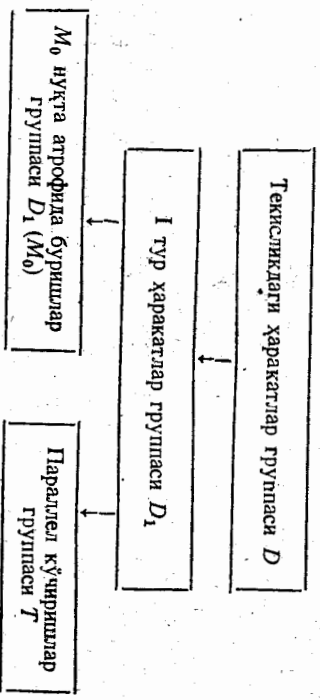 Текисликдаги ҳаракатлар группаси D
I тур ҳаракатлар группаси D₁
M₀ нуқта атрофида буришлар
группаси D₁ (M₀)
Параллел кўчиришлар
группаси T